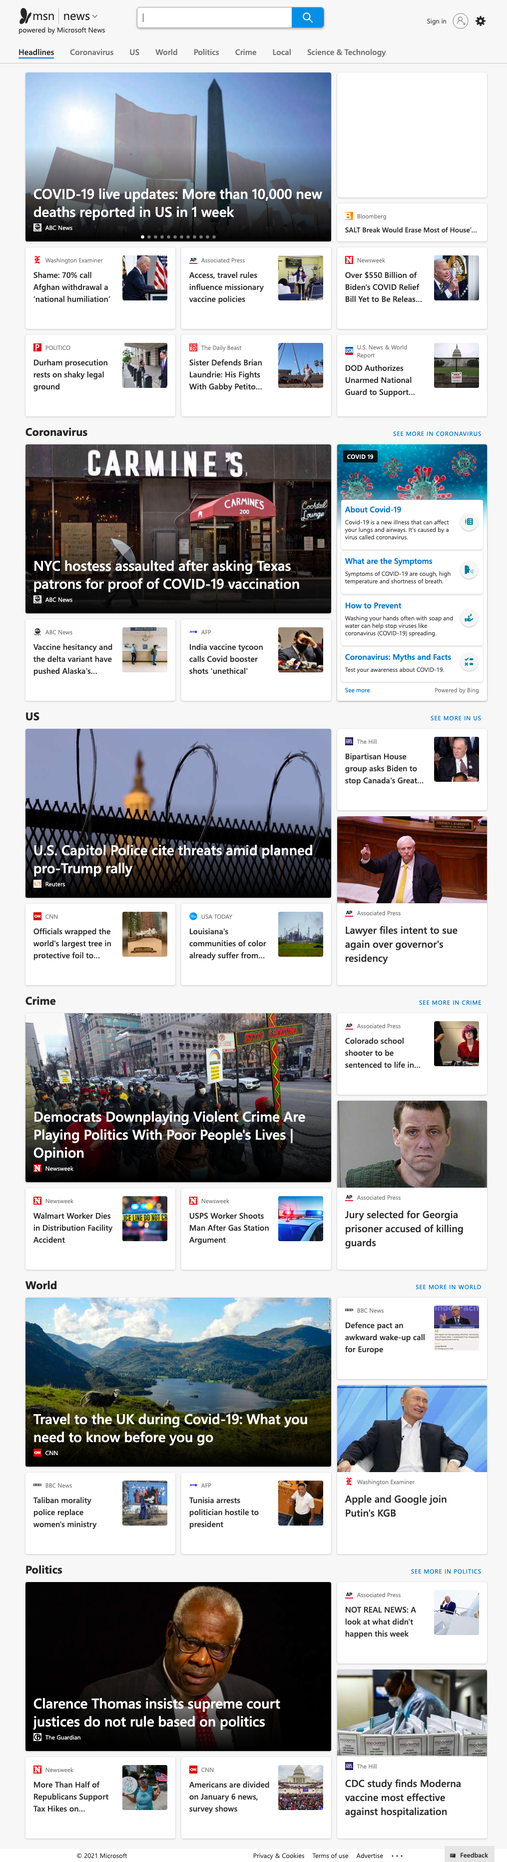 msn | news
powered by Microsoft News
Sign in
Headlines
Coronavirus
US
World
Politics
Crime
Local
Science & Technology
COVID-19 live updates: More than 10,000 new
deaths reported in US in 1 week
ABC News
Bloomberg
SALT Break Would Erase Most of House'...
Washington Examiner
Shame: 70% call
Afghan withdrawal a
'national humiliation'
Associated Press
Access, travel rules
influence missionary
vaccine policies
Newsweek
Over $550 Billion of
Biden's COVID Relief
Bill Yet to Be Releas...
POLITICO
Durham prosecution
rests on shaky legal
ground
The Daily Beast
Sister Defends Brian
Laundrie: His Fights
With Gabby Petito...
U.S. News & World
Report
DOD Authorizes
Unarmed National
Guard to Support...
Coronavirus
SEE MORE IN CORONAVIRUS
CARMINE'S
CARMINE'S
200
Cocktail
Lounge
NYC hostess assaulted after asking Texas
patrons for proof of COVID-19 vaccination
ABC News
COVID 19
About Covid-19
Covid-19 is a new illness that can affect
your lungs and airways. It's caused by a
virus called coronavirus.
What are the Symptoms
Symptoms of COVID-19 are cough, high
temperature and shortness of breath.
How to Prevent
Washing your hands often with soap and
water can help stop viruses like
coronavirus (COVID-19) spreading.
Coronavirus: Myths and Facts
Test your awareness about COVID-19.
See more
Powered by Bing
ABC News
Vaccine hesitancy and
the delta variant have
pushed Alaska's...
AFP
India vaccine tycoon
calls Covid booster
shots 'unethical'
US
SEE MORE IN US
U.S. Capitol Police cite threats amid planned
pro-Trump rally
Reuters
The Hill
Bipartisan House
group asks Biden to
stop Canada's Great...
Associated Press
Lawyer files intent to sue
again over governor's
residency
CNN
Officials wrapped the
world's largest tree in
protective foil to...
USA TODAY
Louisiana's
communities of color
already suffer from...
Crime
SEE MORE IN CRIME
Democrats Downplaying Violent Crime Are
Playing Politics With Poor People's Lives |
Opinion
Newsweek
Associated Press
Colorado school
shooter to be
sentenced to life in...
Associated Press
Jury selected for Georgia
prisoner accused of killing
guards
Newsweek
Walmart Worker Dies
in Distribution Facility
Accident
Newsweek
USPS Worker Shoots
Man After Gas Station
Argument
World
SEE MORE IN WORLD
Travel to the UK during Covid-19: What you
need to know before you go
CNN
BBC News
Defence pact an
awkward wake-up call
for Europe
Washington Examiner
Apple and Google join
Putin's KGB
BBC News
Taliban morality
police replace
women's ministry
AFP
Tunisia arrests
politician hostile to
president
Politics
SEE MORE IN POLITICS
Clarence Thomas insists supreme court
justices do not rule based on politics
The Guardian
Associated Press
NOT REAL NEWS: A
look at what didn't
happen this week
The Hill
CDC study finds Moderna
vaccine most effective
against hospitalization
Newsweek
More Than Half of
Republicans Support
Tax Hikes on...
CNN
Americans are divided
on January 6 news,
survey shows
© 2021 Microsoft
Privacy & Cookies
Terms of use
Advertise
...
Feedback